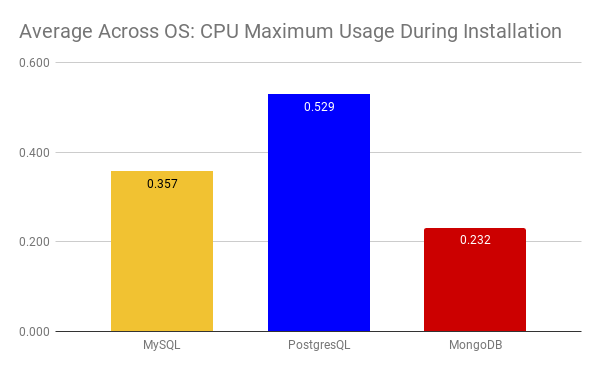 Average Across OS: CPU Maximum Usage During Installation
0.600
0.400
0.200
0.000
0.357
0.529
0.232
MySQL
PostgresQL
MongoDB